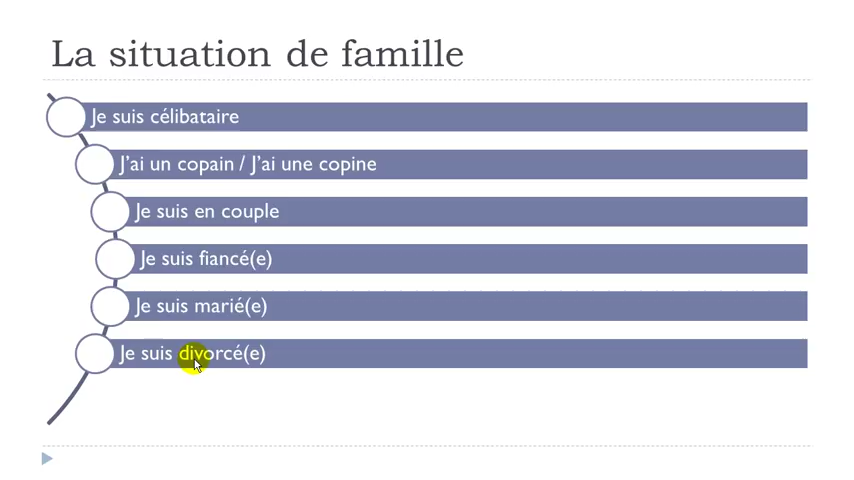 La situation de famille
Je suis célibataire
J'ai un copain / J'ai une copine
Je suis en couple
Je suis fiancé(e)
Je suis marié(e)
Je suis divorcé(e)